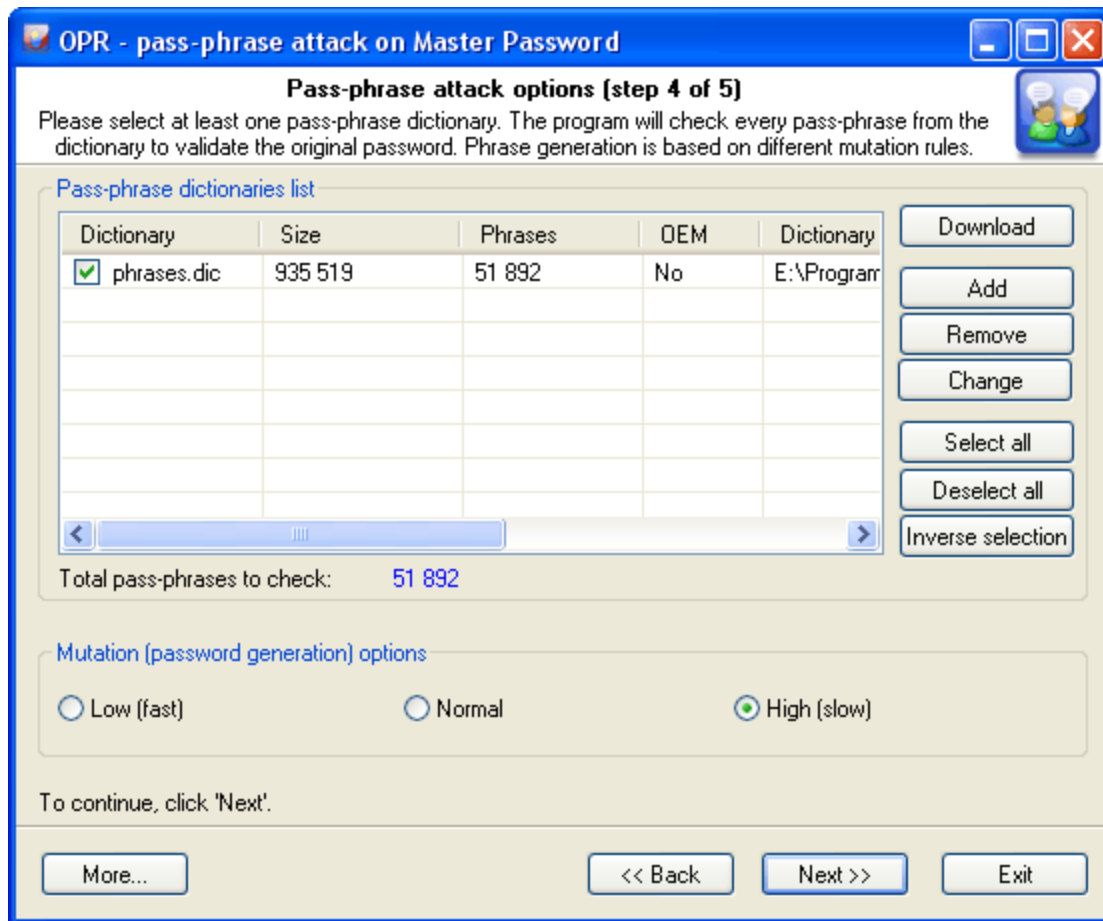 OPR - pass-phrase attack on Master Password
Pass-phrase attack options (step 4 of 5)
Please select at least one pass-phrase dictionary. The program will check every pass-phrase from the
dictionary to validate the original password. Phrase generation is based on different mutation rules.
Pass-phrase dictionaries list
Dictionary Size Phrases OEM Dictionary
phrases.dic 935 519 51 892 No E:\Program
Download
Add
Remove
Change
Select all
Deselect all
Inverse selection
Total pass-phrases to check: 51 892
Mutation (password generation) options
Low (fast) Normal High (slow)
To continue, click 'Next'.
More... << Back Next >> Exit